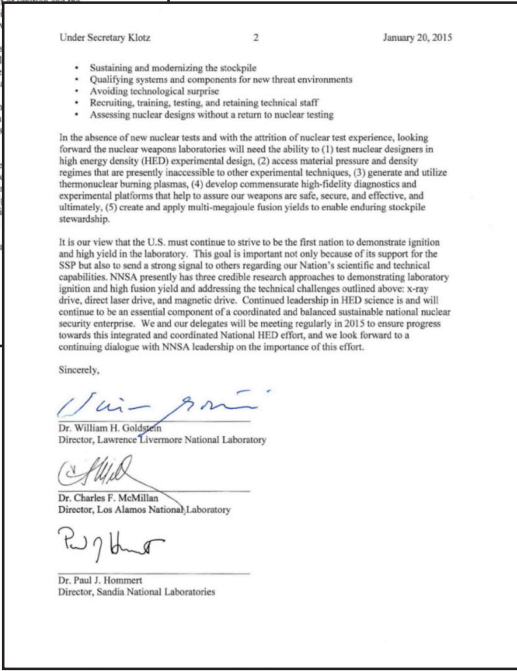 Under Secretary Klotz 2 January 20, 2015
• Sustaining and modernizing the stockpile
• Qualifying systems and components for new threat environments
• Avoiding technological surprise
• Recruiting, training, testing, and retaining technical staff
• Assessing nuclear designs without a return to nuclear testing
In the absence of new nuclear tests and with the attrition of nuclear test experience, looking
forward the nuclear weapons laboratories will need the ability to (1) test nuclear designers in
high energy density (HED) experimental design, (2) access material pressure and density
regimes that are presently inaccessible to other experimental techniques, (3) generate and utilize
thermonuclear burning plasmas, (4) develop commensurate high-fidelity diagnostics and
experimental platforms that help to assure our weapons are safe, secure, and effective, and
ultimately, (5) create and apply multi-megajoule fusion yields to enable enduring stockpile
stewardship.
It is our view that the U.S. must continue to strive to be the first nation to demonstrate ignition
and high yield in the laboratory. This goal is important not only because of its support for the
SSP but also to send a strong signal to others regarding our Nation's scientific and technical
capabilities. NNSA presently has three credible research approaches to demonstrating laboratory
ignition and high fusion yield and addressing the technical challenges outlined above: x-ray
drive, direct laser drive, and magnetic drive. Continued leadership in HED science is and will
continue to be an essential component of a coordinated and balanced sustainable national nuclear
security enterprise. We and our delegates will be meeting regularly in 2015 to ensure progress
towards this integrated and coordinated National HED effort, and we look forward to a
continuing dialogue with NNSA leadership on the importance of this effort.
Sincerely,
Dr. William H. Goldstein
Director, Lawrence Livermore National Laboratory
Dr. Charles F. McMillan
Director, Los Alamos National Laboratory
Dr. Paul J. Hommert
Director, Sandia National Laboratories